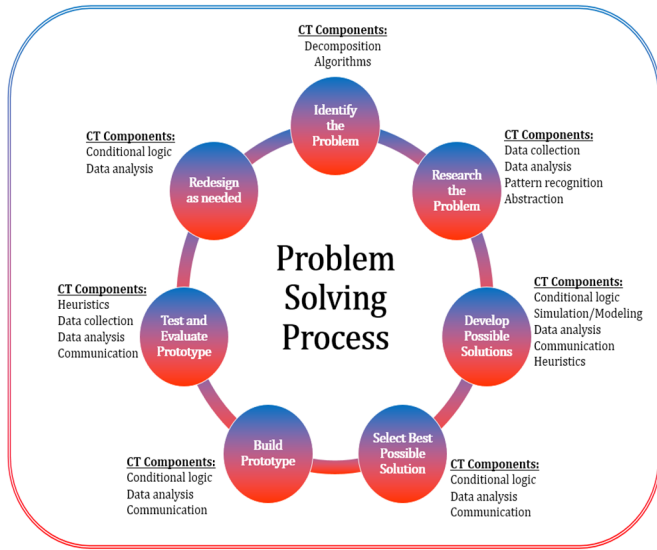 CT Components:
Decomposition
Algorithms
Identify
the
Problem
CT Components:
Data collection
Data analysis
Pattern recognition
Abstraction
Research
the
Problem
CT Components:
Conditional logic
Simulation/Modeling
Data analysis
Communication
Heuristics
Develop
Possible
Solutions
CT Components:
Conditional logic
Data analysis
Communication
Select Best
Possible
Solution
CT Components:
Conditional logic
Data analysis
Communication
Build
Prototype
CT Components:
Heuristics
Data collection
Data analysis
Communication
Test and
Evaluate
Prototype
CT Components:
Conditional logic
Data analysis
Redesign
as needed
Problem
Solving
Process